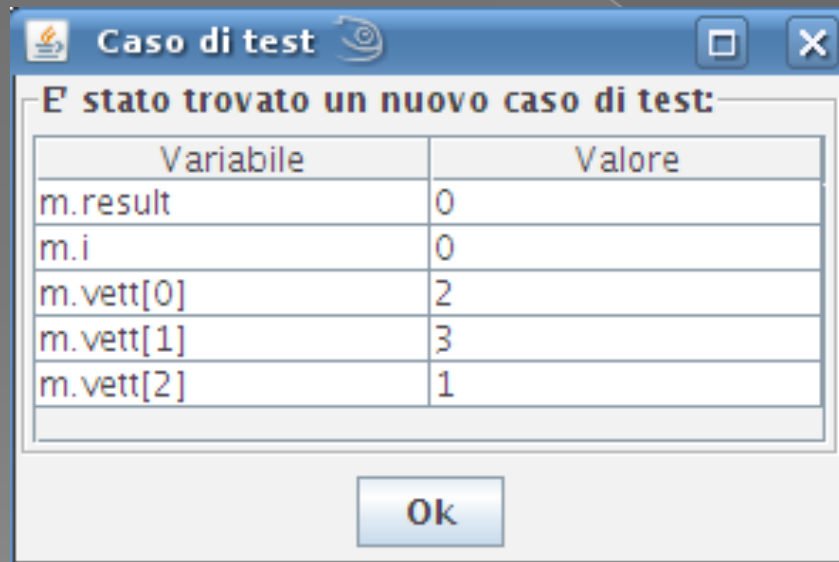 Caso di test
E' stato trovato un nuovo caso di test:
Variabile Valore
m.result 0
m.i 0
m.vett[0] 2
m.vett[1] 3
m.vett[2] 1
Ok